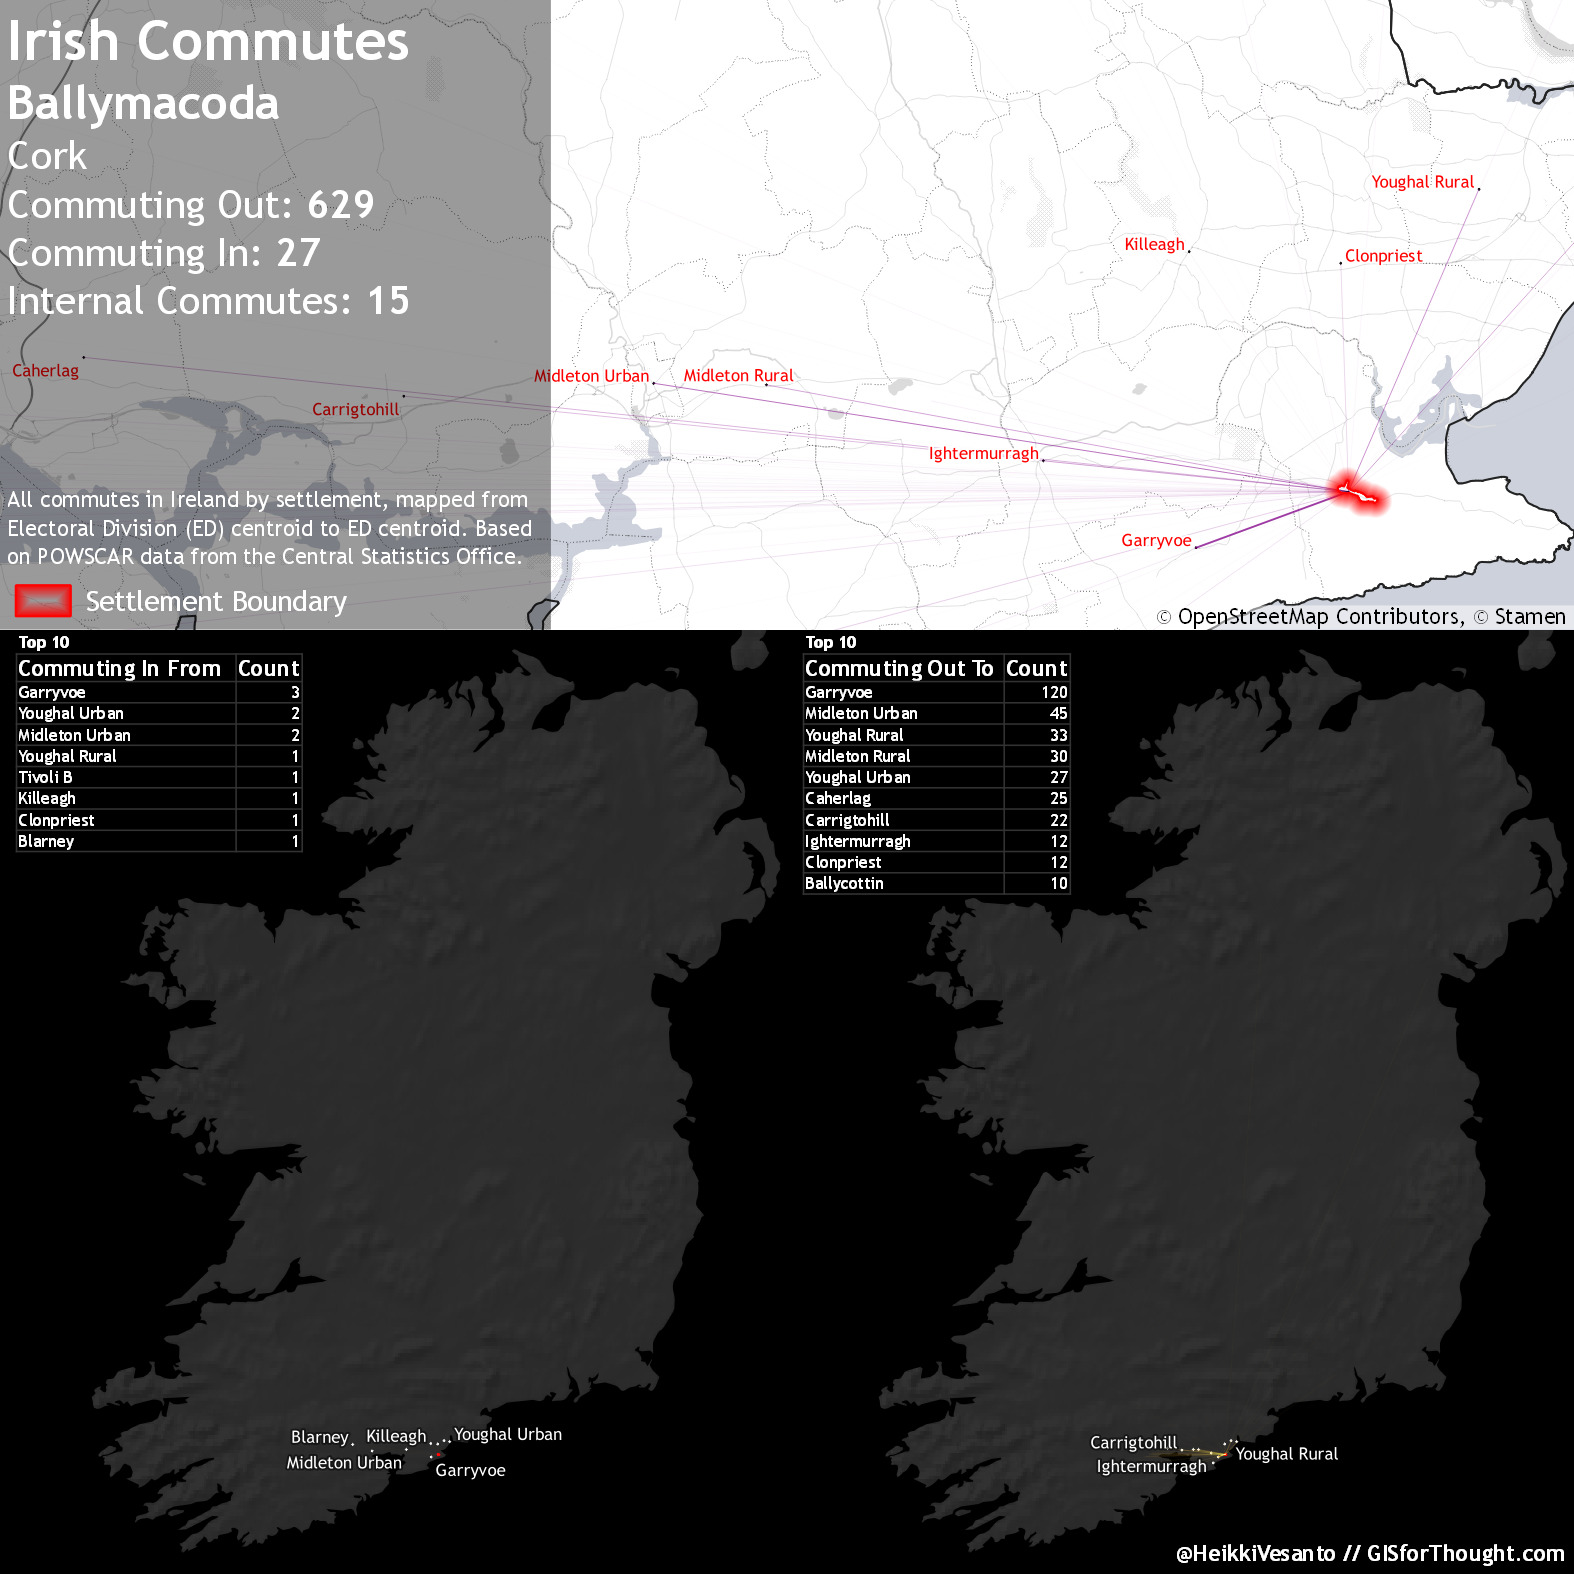 Irish Commutes
Ballymacoda
Cork
Commuting Out: 629
Commuting In: 27
Internal Commutes: 15
Youghal Rural
Killeagh
Clonpriest
Caherlag
Carrigtohill
Midleton Urban
Midleton Rural
Ightermurragh
Garryvoe
All commutes in Ireland by settlement, mapped from
Electoral Division (ED) centroid to ED centroid. Based
on POWSCAR data from the Central Statistics Office.
Settlement Boundary
© OpenStreetMap Contributors, © Stamen
Top 10
Commuting In From Count
Garryvoe 3
Youghal Urban 2
Midleton Urban 2
Youghal Rural 1
Tivoli B 1
Killeagh 1
Clonpriest 1
Blarney 1
Top 10
Commuting Out To Count
Garryvoe 120
Midleton Urban 45
Youghal Rural 33
Midleton Rural 30
Youghal Urban 27
Caherlag 25
Carrigtohill 22
Ightermurragh 12
Clonpriest 12
Ballycottin 10
Blarney
Killeagh
Youghal Urban
Midleton Urban
Garryvoe
Carrigtohill
Youghal Rural
Ightermurragh
@HeikkiVesanto // GISforThought.com